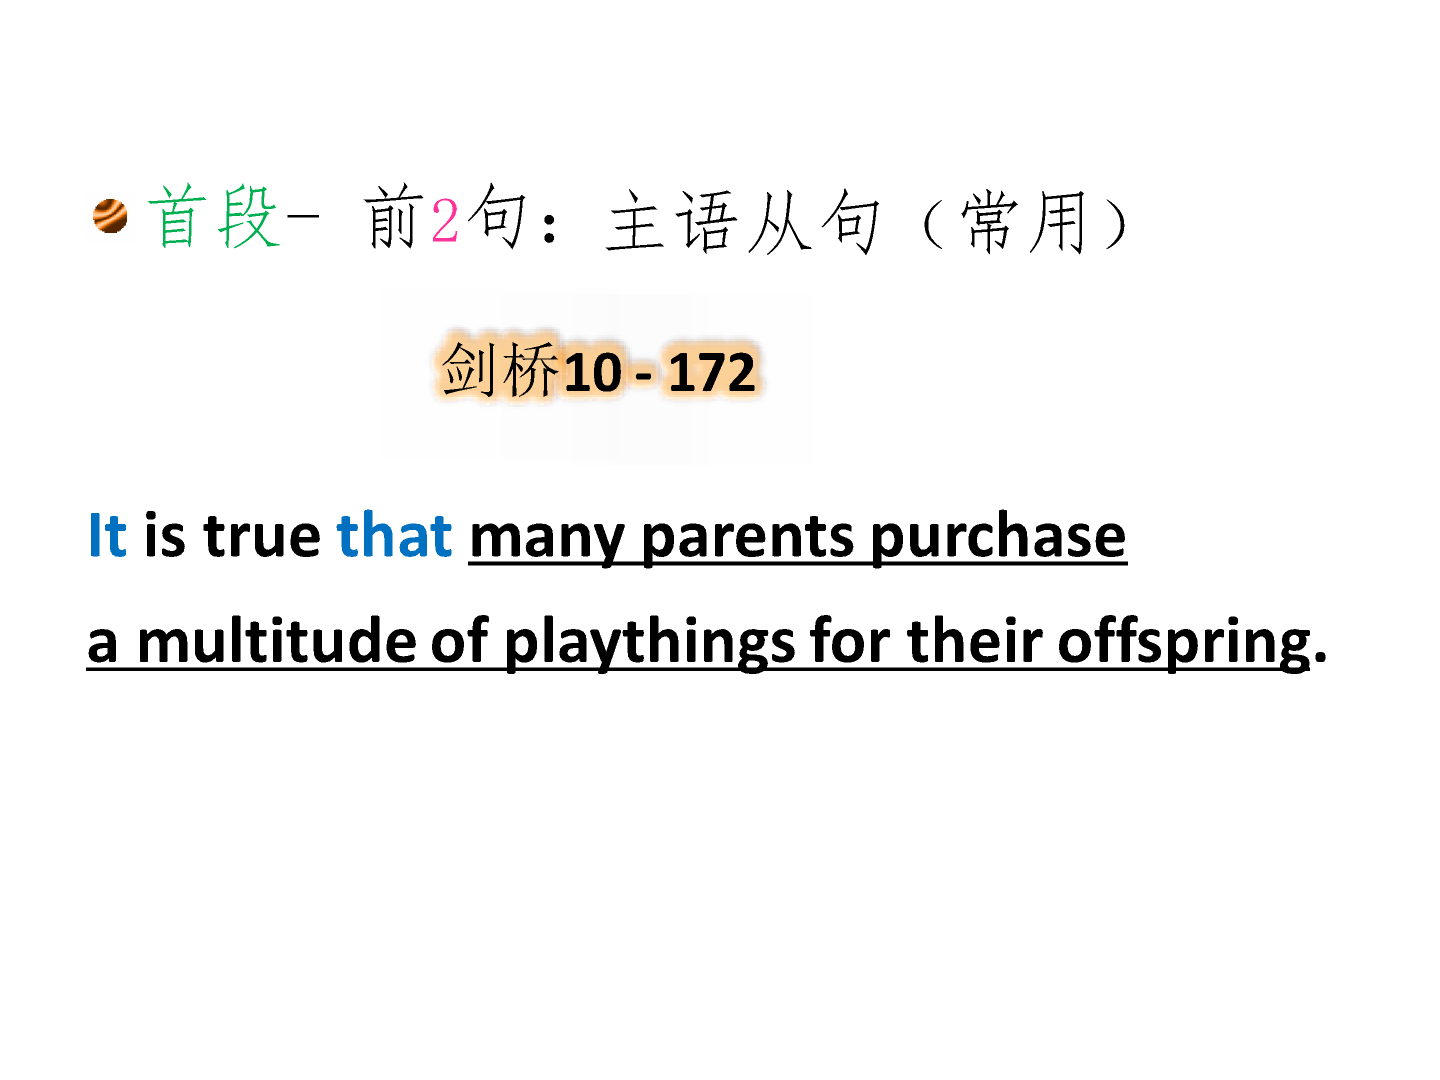 首段- 前2句：主语从句（常用）
剑桥10 - 172
It is true that many parents purchase
a multitude of playthings for their offspring.